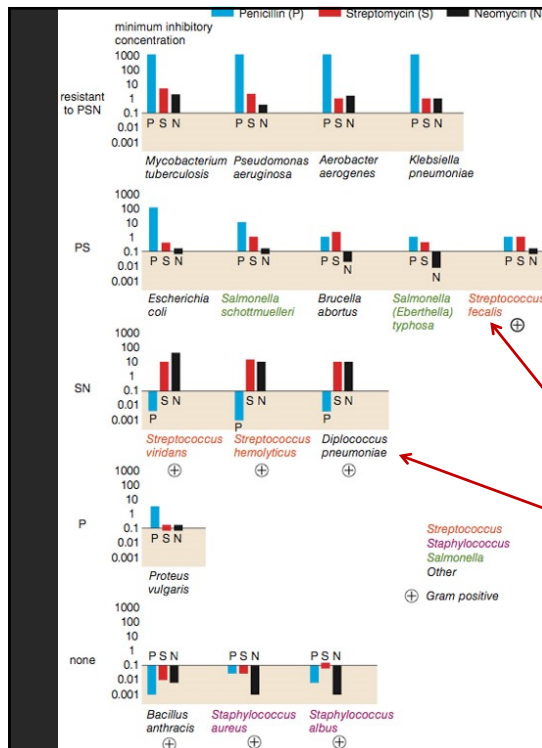 Penicillin (P) Streptomycin (S) Neomycin (N
minimum inhibitory
concentration
1000
100
10
1
0.1
0.01
0.001
resistant
to PSN
P S N P S N P S N P S N
Mycobacterium Pseudomonas Aerobacter Klebsiella
tuberculosis aeruginosa aerogenes pneumoniae
1000
100
10
1
0.1
0.01
0.001
PS
P S N P S N P S N P S N P S N
Escherichia Salmonella Brucella Salmonella Streptococcus
coli schottmuelleri abortus (Eberthella) fecalis
typhosa
1000
100
10
1
0.1
0.01
0.001
SN
P S N P S N P S N
Streptococcus Streptococcus Diplococcus
viridans hemolyticus pneumoniae
1000
100
10
1
0.1
0.01
0.001
P
P S N
Proteus
vulgaris
Streptococcus
Staphylococcus
Salmonella
Other
Gram positive
1000
100
10
1
0.1
0.01
0.001
none
P S N P S N P S N
Bacillus Staphylococcus Staphylococcus
anthracis aureus albus